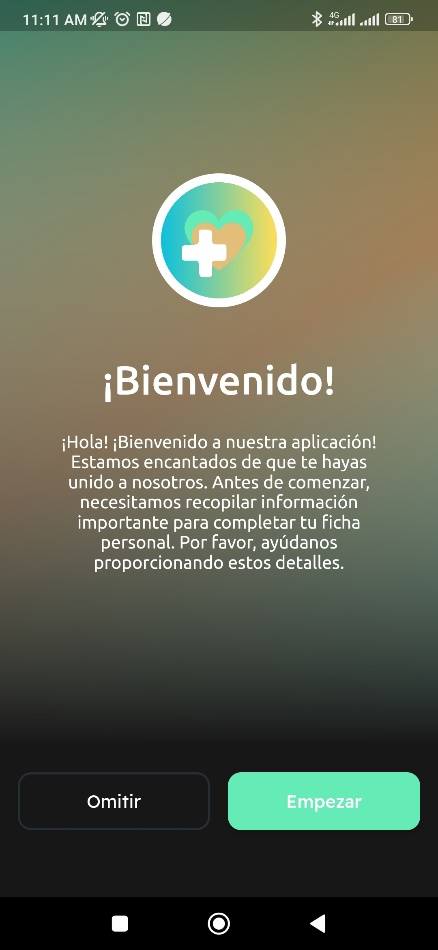 11:11 AM
4G
81
¡Bienvenido!
¡Hola! ¡Bienvenido a nuestra aplicación!
Estamos encantados de que te hayas
unido a nosotros. Antes de comenzar,
necesitamos recopilar información
importante para completar tu ficha
personal. Por favor, ayúdanos
proporcionando estos detalles.
Omitir
Empezar